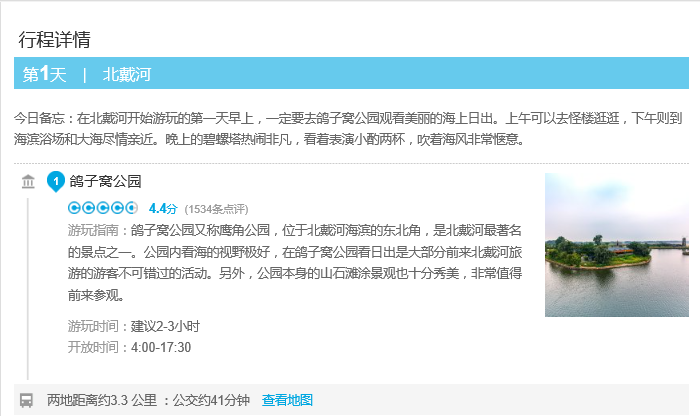 行程详情
第1天 | 北戴河
今日备忘：在北戴河开始游玩的第一天早上，一定要去鸽子窝公园观看美丽的海上日出。上午可以去怪楼逛逛，下午则到
海滨浴场和大海尽情亲近。晚上的碧螺塔热闹非凡，看着表演小酌两杯，吹着海风非常惬意。
1 鸽子窝公园
4.4分 (1534条点评)
游玩指南：鸽子窝公园又称鹰角公园，位于北戴河海滨的东北角，是北戴河最著名
的景点之一。公园内看海的视野极好，在鸽子窝公园看日出是大部分前来北戴河旅
游的游客不可错过的活动。另外，公园本身的山石滩涂景观也十分秀美，非常值得
前来参观。
游玩时间：建议2-3小时
开放时间：4:00-17:30
两地距离约3.3 公里 ：公交约41分钟 查看地图